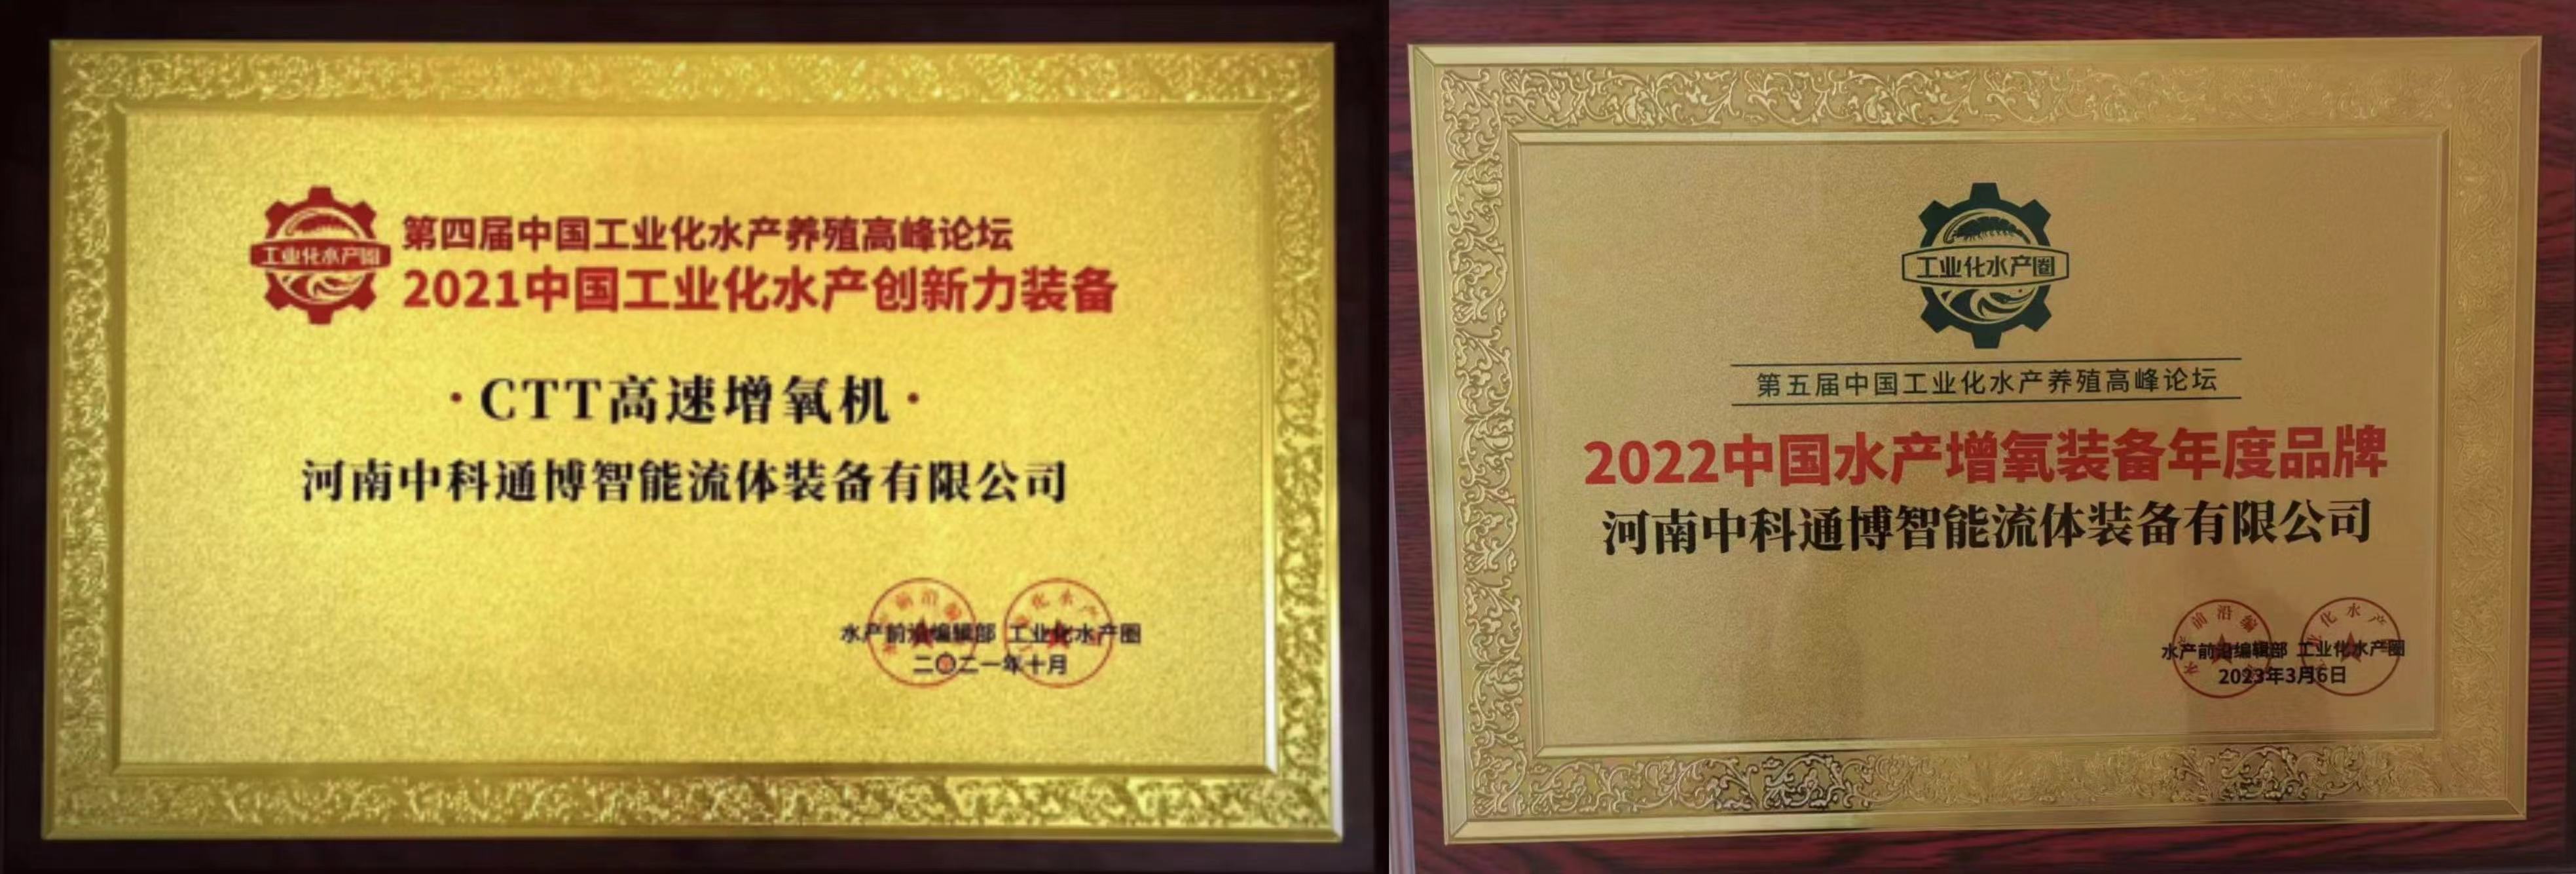 工业化水产圈
第四届中国工业化水产养殖高峰论坛
2021中国工业化水产创新力装备
·CTT高速增氧机·
河南中科通博智能流体装备有限公司
水产前沿编辑部 工业化水产圈
二〇二一年十月
工业化水产圈
第五届中国工业化水产养殖高峰论坛
2022中国水产增氧装备年度品牌
河南中科通博智能流体装备有限公司
水产前沿编辑部 工业化水产圈
2023年3月6日